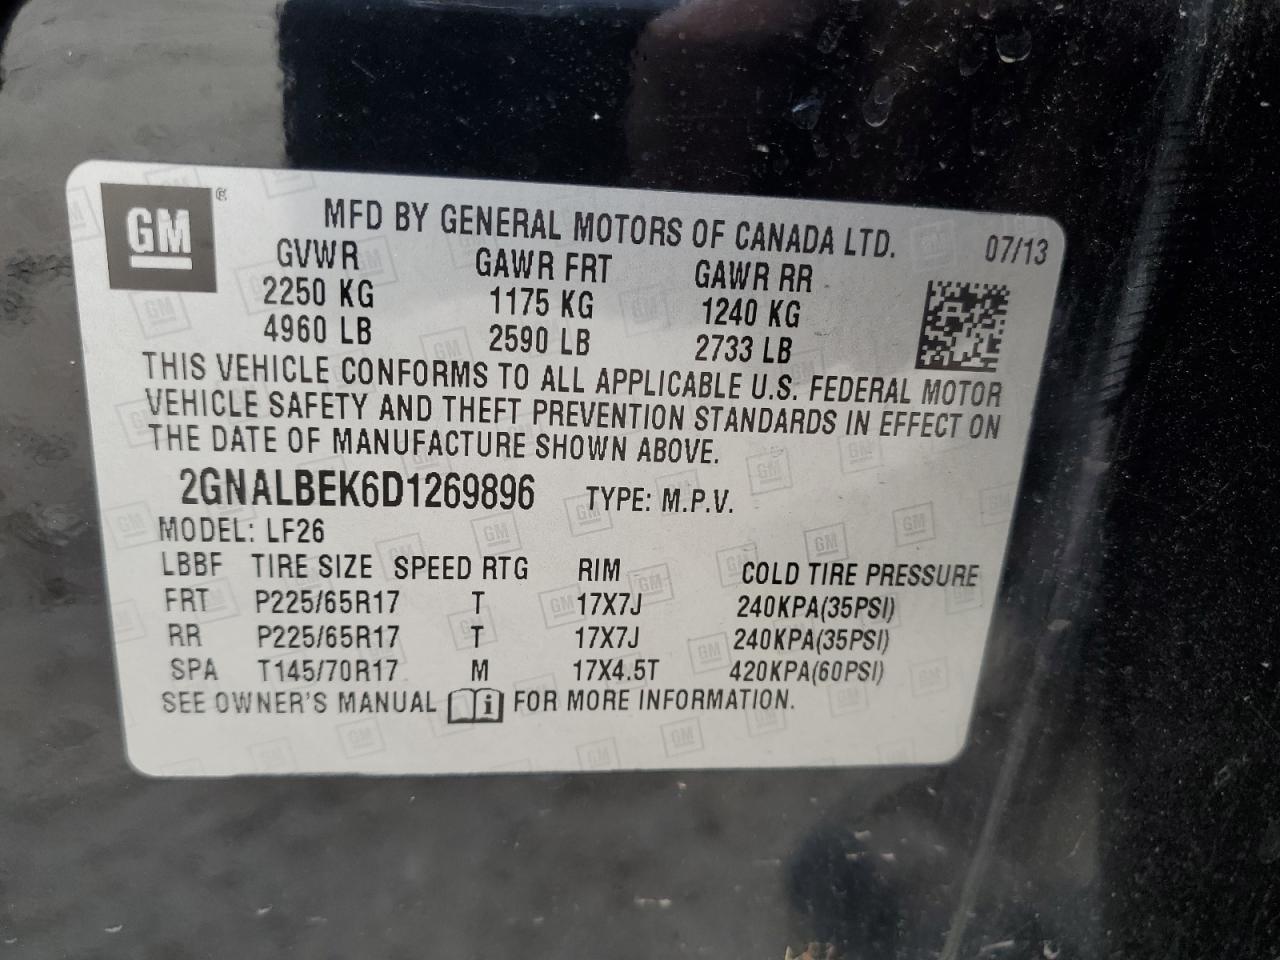 GM ®
MFD BY GENERAL MOTORS OF CANADA LTD. 07/13
GVWR GAWR FRT GAWR RR
2250 KG 1175 KG 1240 KG
4960 LB 2590 LB 2733 LB
THIS VEHICLE CONFORMS TO ALL APPLICABLE U.S. FEDERAL MOTOR
VEHICLE SAFETY AND THEFT PREVENTION STANDARDS IN EFFECT ON
THE DATE OF MANUFACTURE SHOWN ABOVE.
2GNALBEK6D1269896 TYPE: M.P.V.
MODEL: LF26
LBBF TIRE SIZE SPEED RTG RIM COLD TIRE PRESSURE
FRT P225/65R17 T 17X7J 240KPA(35PSI)
RR P225/65R17 T 17X7J 240KPA(35PSI)
SPA T145/70R17 M 17X4.5T 420KPA(60PSI)
SEE OWNER'S MANUAL i FOR MORE INFORMATION.